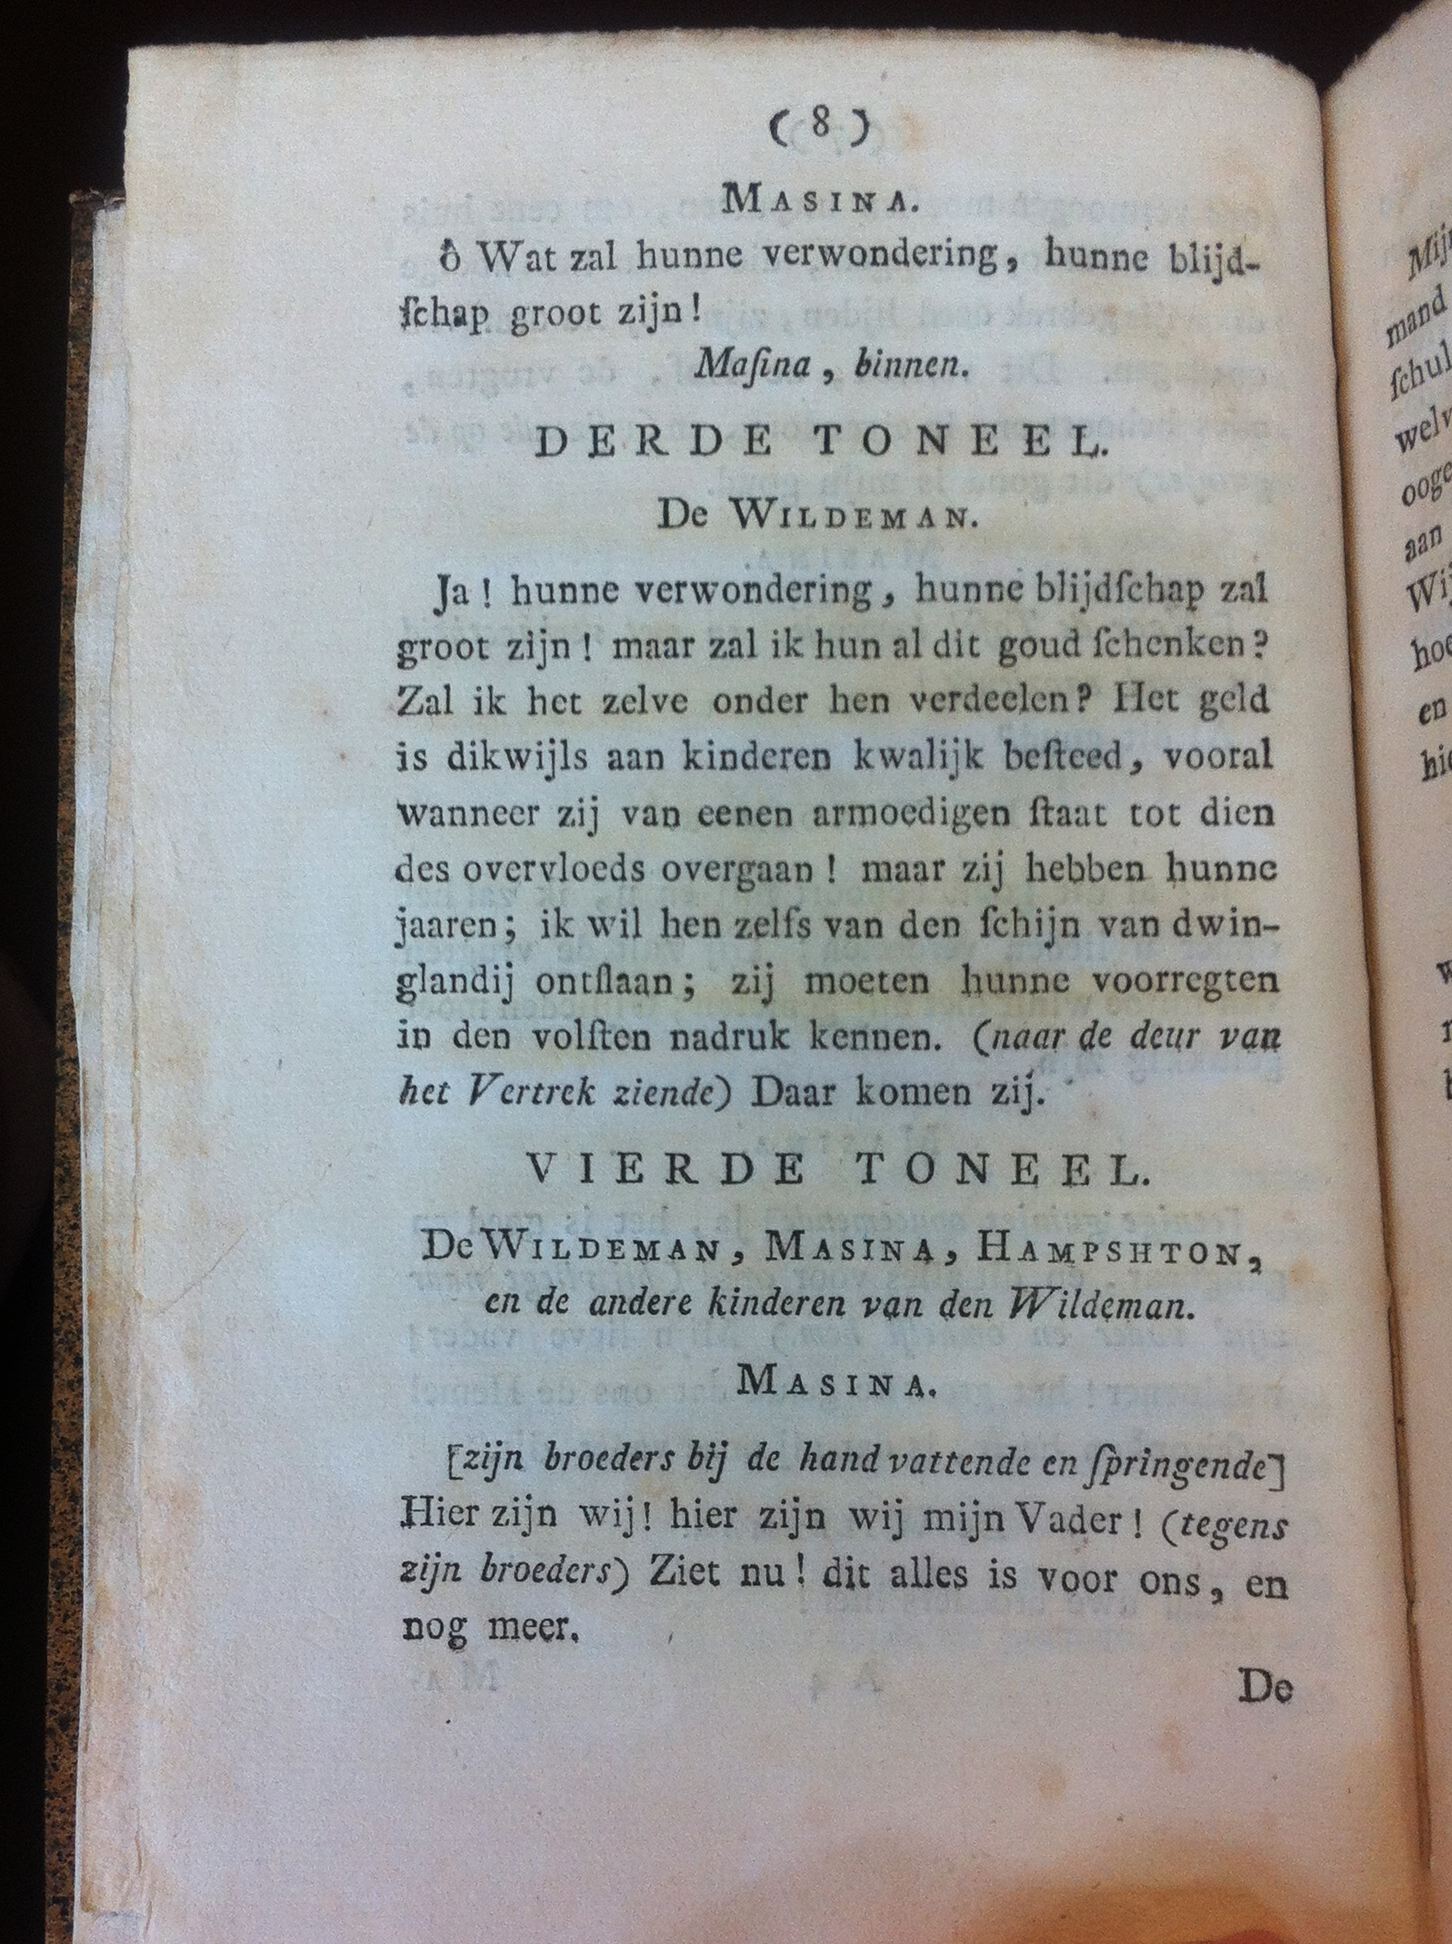 ( 8 )
MASINA.
ô Wat zal hunne verwondering, hunne blijd-
ſchap groot zijn!
Maſina, binnen.
DERDE TONEEL.
De WILDEMAN.
Ja! hunne verwondering, hunne blijdſchap zal
groot zijn! maar zal ik hun al dit goud ſchenken?
Zal ik het zelve onder hen verdeelen? Het geld
is dikwijls aan kinderen kwalijk beſteed, vooral
wanneer zij van eenen armoedigen ſtaat tot dien
des overvloeds overgaan! maar zij hebben hunne
jaaren; ik wil hen zelfs van den ſchijn van dwin-
glandij ontſlaan; zij moeten hunne voorregten
in den volſten nadruk kennen. (naar de deur van
het Vertrek ziende) Daar komen zij.
VIERDE TONEEL.
De WILDEMAN, MASINA, HAMPSHTON,
en de andere kinderen van den Wildeman.
MASINA.
[zijn broeders bij de hand vattende en ſpringende]
Hier zijn wij! hier zijn wij mijn Vader! (tegens
zijn broeders) Ziet nu! dit alles is voor ons, en
nog meer.
De
mand
ſchul
welv
ooge
aan
hoe
en